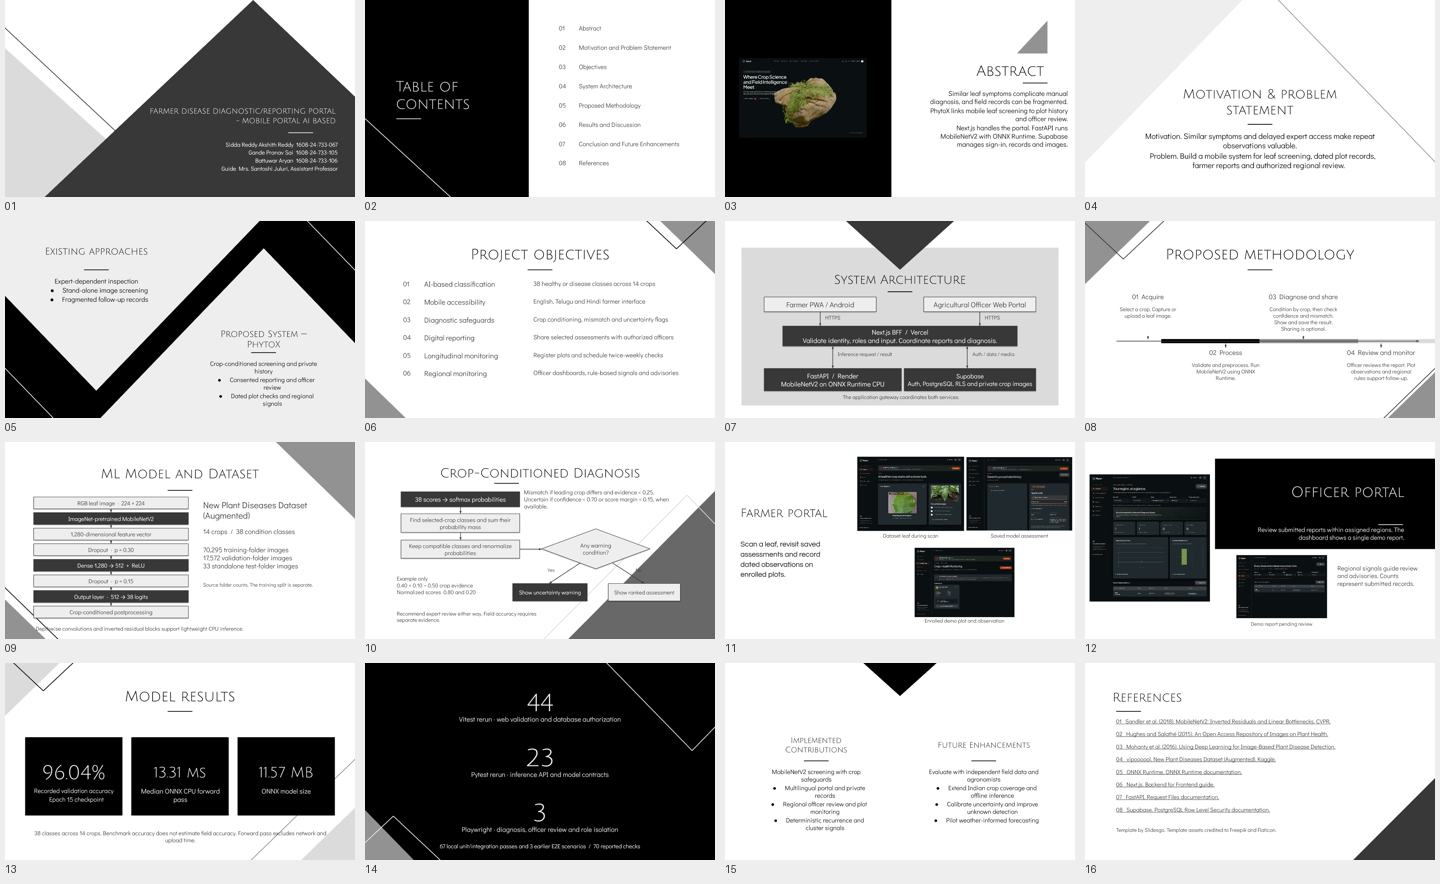 FARMER DISEASE DIAGNOSTIC/REPORTING PORTAL
- MOBILE PORTAL AI BASED
Sidda Reddy Akshith Reddy 1608-24-733-067
Gande Pranav Sai 1608-24-733-105
Battuwar Aryan 1608-24-733-106
Guide Mrs. Santoshi Juluri, Assistant Professor
01
TABLE OF
CONTENTS
01 Abstract
02 Motivation and Problem Statement
03 Objectives
04 System Architecture
05 Proposed Methodology
06 Results and Discussion
07 Conclusion and Future Enhancements
08 References
02
Where Crop Science
and Field Intelligence
Meet
ABSTRACT
Similar leaf symptoms complicate manual
diagnosis, and field records can be fragmented.
PhytoX links mobile leaf screening to plot history
and officer review.
Next.js handles the portal. FastAPI runs
MobileNetV2 with ONNX Runtime. Supabase
manages sign-in, records and images.
03
MOTIVATION & PROBLEM
STATEMENT
Motivation. Similar symptoms and delayed expert access make repeat
observations valuable.
Problem. Build a mobile system for leaf screening, dated plot records,
farmer reports and authorized regional review.
04
EXISTING APPROACHES
Expert-dependent inspection
● Stand-alone image screening
● Fragmented follow-up records
PROPOSED SYSTEM –
PHYTOX
Crop-conditioned screening and private
history
● Consented reporting and officer
review
● Dated plot checks and regional
signals
05
PROJECT OBJECTIVES
01 AI-based classification 38 healthy or disease classes across 14 crops
02 Mobile accessibility English, Telugu and Hindi farmer interface
03 Diagnostic safeguards Crop conditioning, mismatch and uncertainty flags
04 Digital reporting Share selected assessments with authorized officers
05 Longitudinal monitoring Register plots and schedule twice-weekly checks
06 Regional monitoring Officer dashboards, rule-based signals and advisories
06
SYSTEM ARCHITECTURE
Farmer PWA / Android
Agricultural Officer Web Portal
HTTPS
HTTPS
Next.js BFF / Vercel
Validate identity, roles and input. Coordinate reports and diagnosis.
Inference request / result
Auth / data / media
FastAPI / Render
MobileNetV2 on ONNX Runtime CPU
Supabase
Auth, PostgreSQL RLS and private crop images
The application gateway coordinates both services.
07
PROPOSED METHODOLOGY
01 Acquire
Select a crop. Capture or
upload a leaf image.
03 Diagnose and share
Condition by crop, then check
confidence and mismatch.
Show and save the result.
Sharing is optional.
02 Process
Validate and preprocess. Run
MobileNetV2 using ONNX
Runtime.
04 Review and monitor
Officer reviews the report. Plot
observations and regional
rules support follow-up.
08
ML MODEL AND DATASET
RGB leaf image · 224 × 224
ImageNet-pretrained MobileNetV2
1,280-dimensional feature vector
Dropout · p = 0.30
Dense 1,280 → 512 + ReLU
Dropout · p = 0.15
Output layer · 512 → 38 logits
Crop-conditioned postprocessing
New Plant Diseases Dataset
(Augmented)
14 crops / 38 condition classes
70,295 training-folder images
17,572 validation-folder images
33 standalone test-folder images
Source folder counts. The training split is separate.
Depthwise convolutions and inverted residual blocks support lightweight CPU inference.
09
CROP-CONDITIONED DIAGNOSIS
38 scores → softmax probabilities
Find selected-crop classes and sum their
probability mass
Keep compatible classes and renormalize
probabilities
Mismatch if leading crop differs and evidence < 0.25.
Uncertain if confidence < 0.70 or score margin < 0.15, when
available.
Any warning
condition?
Yes
Example only
0.40 + 0.10 = 0.50 crop evidence
Normalized scores 0.80 and 0.20
Show uncertainty warning
Show ranked assessment
Recommend expert review either way. Field accuracy requires
separate evidence.
10
FARMER PORTAL
Scan a leaf, revisit saved
assessments and record
dated observations on
enrolled plots.
Dataset leaf during scan
Saved model assessment
Enrolled demo plot and observation
11
OFFICER PORTAL
Review submitted reports within assigned regions. The
dashboard shows a single demo report.
Regional signals guide review
and advisories. Counts
represent submitted records.
Demo report pending review
12
MODEL RESULTS
96.04%
Recorded validation accuracy
Epoch 15 checkpoint
13.31 MS
Median ONNX CPU forward
pass
11.57 MB
ONNX model size
38 classes across 14 crops. Benchmark accuracy does not estimate field accuracy. Forward pass excludes network and
upload time.
13
44
Vitest rerun · web validation and database authorization
23
Pytest rerun · inference API and model contracts
3
Playwright · diagnosis, officer review and role isolation
67 local unit/integration passes and 3 earlier E2E scenarios / 70 reported checks
14
IMPLEMENTED
CONTRIBUTIONS
MobileNetV2 screening with crop
safeguards
● Multilingual portal and private
records
● Regional officer review and plot
monitoring
● Deterministic recurrence and
cluster signals
FUTURE ENHANCEMENTS
Evaluate with independent field data and
agronomists
● Extend Indian crop coverage and
offline inference
● Calibrate uncertainty and improve
unknown detection
● Pilot weather-informed forecasting
15
REFERENCES
01 Sandler et al. (2018). MobileNetV2: Inverted Residuals and Linear Bottlenecks. CVPR.
02 Hughes and Salathé (2015). An Open Access Repository of Images on Plant Health.
03 Mohanty et al. (2016). Using Deep Learning for Image-Based Plant Disease Detection.
04 vipoooool. New Plant Diseases Dataset (Augmented). Kaggle.
05 ONNX Runtime. ONNX Runtime documentation.
06 Next.js. Backend for Frontend guide.
07 FastAPI. Request Files documentation.
08 Supabase. PostgreSQL Row Level Security documentation.
Template by Slidesgo. Template assets credited to Freepik and Flaticon.
16